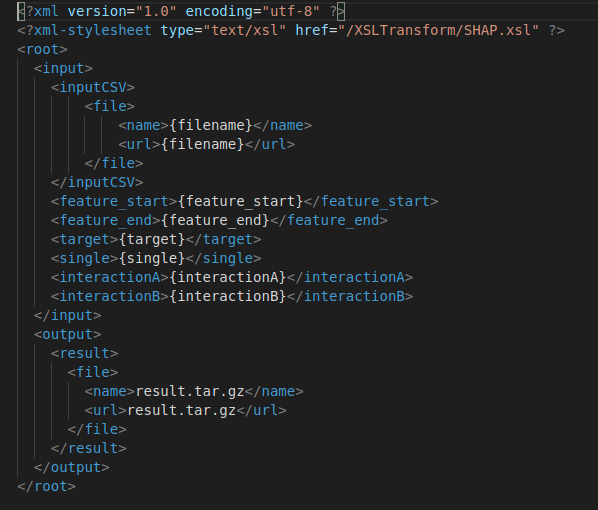 <?xml version="1.0" encoding="utf-8" ?>
<?xml-stylesheet type="text/xsl" href="/XSLTransform/SHAP.xsl" ?>
<root>
  <input>
    <inputCSV>
        <file>
            <name>{filename}</name>
            <url>{filename}</url>
        </file>
    </inputCSV>
    <feature_start>{feature_start}</feature_start>
    <feature_end>{feature_end}</feature_end>
    <target>{target}</target>
    <single>{single}</single>
    <interactionA>{interactionA}</interactionA>
    <interactionB>{interactionB}</interactionB>
  </input>
  <output>
    <result>
      <file>
        <name>result.tar.gz</name>
        <url>result.tar.gz</url>
      </file>
    </result>
  </output>
</root>